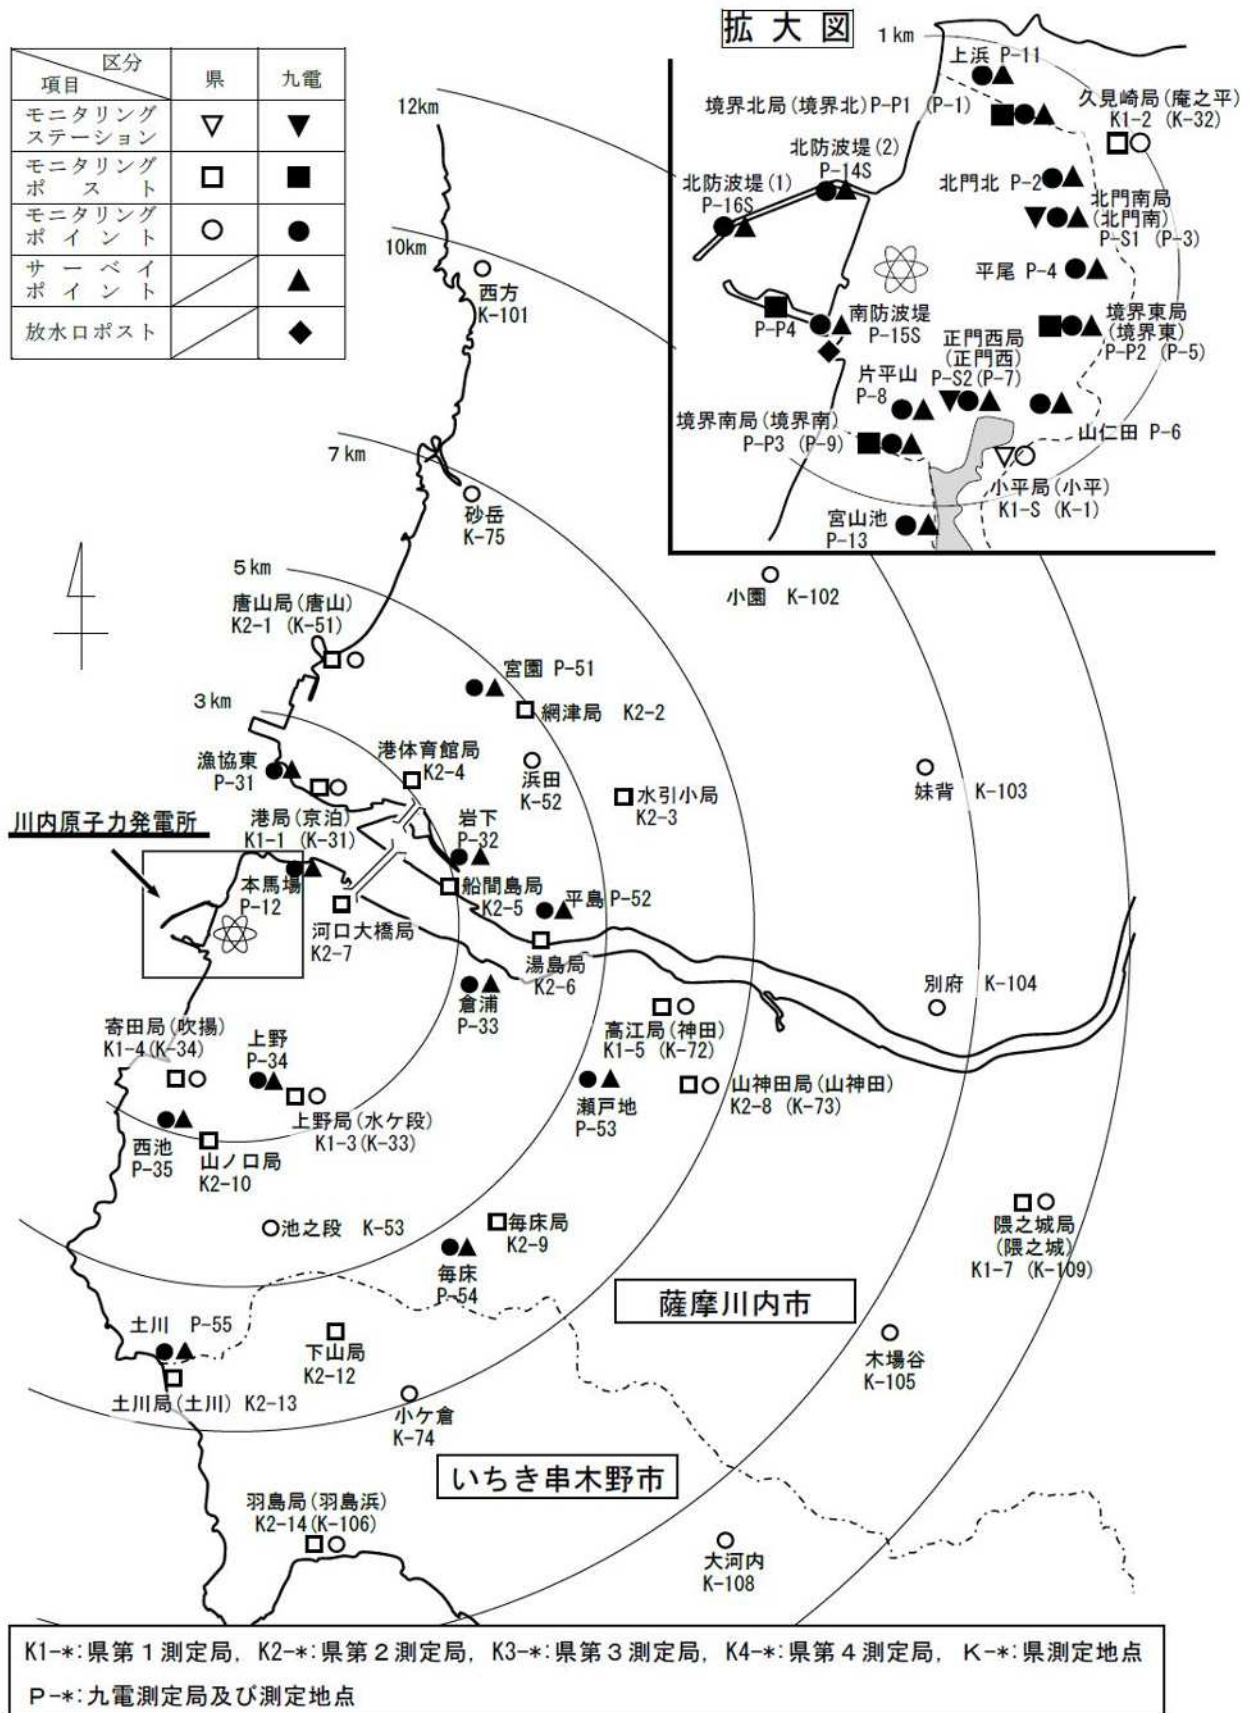 拡大図
区分
項目
県
九電
モニタリング
ステーション
モニタリング
ポスト
モニタリング
ポイント
サーベイ
ポイント
放水口ポスト
1km
上浜 P-11
境界北局(境界北)P-P1 (P-1)
久見崎局(庵之平)
K1-2 (K-32)
北防波堤(2)
P-14S
北防波堤(1)
P-16S
北門北 P-2
北門南局
(北門南)
P-S1 (P-3)
平尾 P-4
P-P4
南防波堤
P-15S
境界東局
(境界東)
P-P2 (P-5)
正門西局
(正門西)
P-S2(P-7)
片平山
P-8
境界南局(境界南)
P-P3 (P-9)
山仁田 P-6
小平局(小平)
K1-S (K-1)
宮山池
P-13
12km
10km
西方
K-101
7km
砂岳
K-75
5km
小園 K-102
唐山局(唐山)
K2-1 (K-51)
宮園 P-51
3km
網津局 K2-2
漁協東
P-31
港体育館局
K2-4
浜田
K-52
水引小局
K2-3
妹背 K-103
川内原子力発電所
港局(京泊)
K1-1 (K-31)
岩下
P-32
本馬場
P-12
船間島局
K2-5
平島 P-52
河口大橋局
K2-7
湯島局
K2-6
別府 K-104
倉浦
P-33
寄田局(吹揚)
K1-4(K-34)
上野
P-34
高江局(神田)
K1-5 (K-72)
瀬戸地
P-53
山神田局(山神田)
K2-8 (K-73)
上野局(水ケ段)
K1-3(K-33)
西池
P-35
山ノ口局
K2-10
池之段 K-53
毎床局
K2-9
毎床
P-54
隈之城局
(隈之城)
K1-7 (K-109)
薩摩川内市
土川 P-55
下山局
K2-12
木場谷
K-105
土川局(土川) K2-13
小ケ倉
K-74
いちき串木野市
羽島局(羽島浜)
K2-14(K-106)
大河内
K-108
K1-*:県第1測定局, K2-*:県第2測定局, K3-*:県第3測定局, K4-*:県第4測定局, K-*:県測定地点
P-*:九電測定局及び測定地点